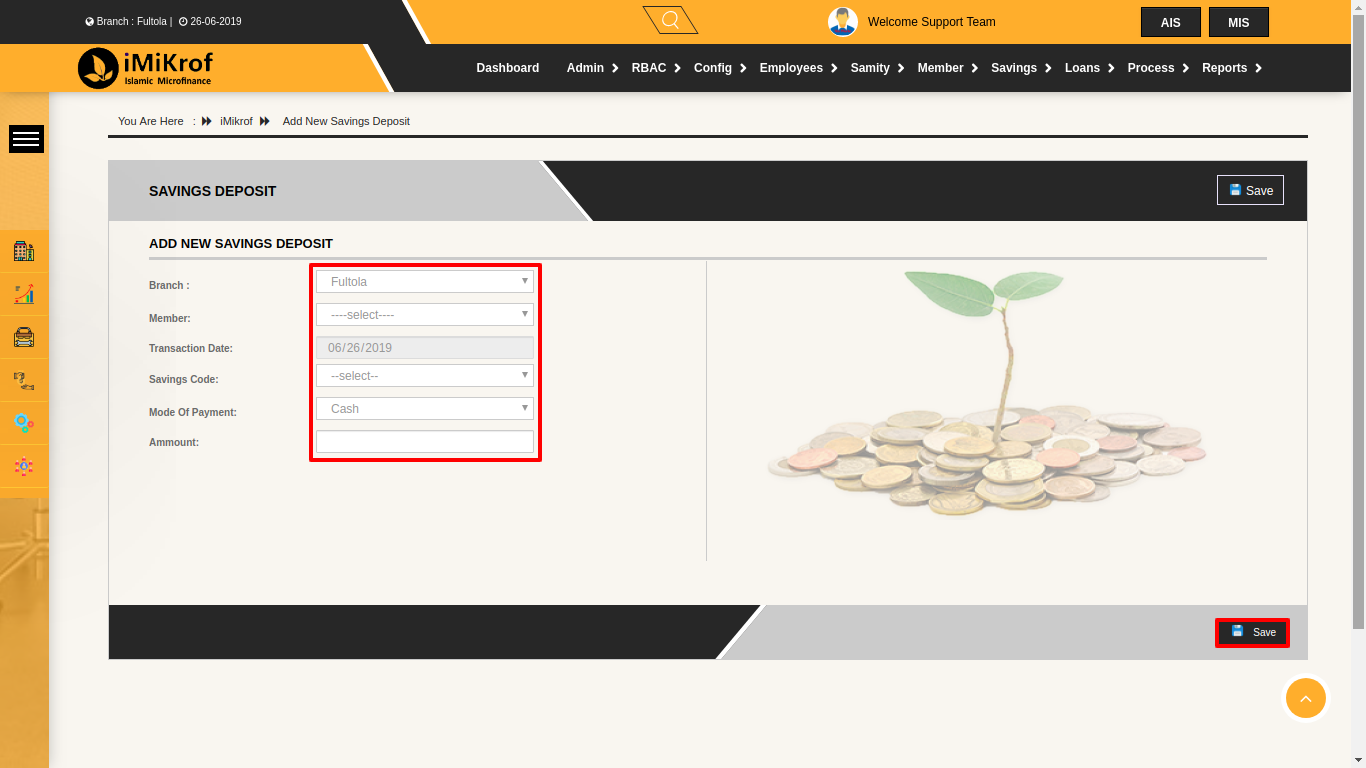 Branch : Fultola | 26-06-2019
Welcome Support Team
AIS MIS
iMiKrof
Islamic Microfinance
Dashboard Admin RBAC Config Employees Samity Member Savings Loans Process Reports
You Are Here : iMikrof Add New Savings Deposit
SAVINGS DEPOSIT
Save
ADD NEW SAVINGS DEPOSIT
Branch : Fultola
Member: ----select----
Transaction Date: 06/26/2019
Savings Code: --select--
Mode Of Payment: Cash
Ammount:
Save